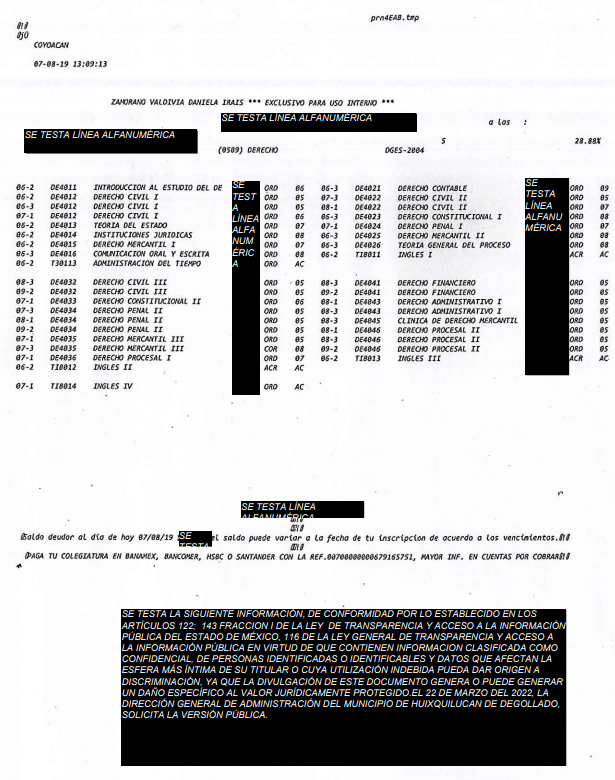 prn4EAB.tmp
COYOACAN
07-08-19 13:09:13
ZAMORANO VALDIVIA DANIELA IRAIS *** EXCLUSIVO PARA USO INTERNO ***
SE TESTA LÍNEA ALFANUMÉRICA
a las :
SE TESTA LÍNEA ALFANUMÉRICA
5 28.88%
(0509) DERECHO DGES-2004
SE TESTA LÍNEA ALFANUMÉRICA
SE TESTA LÍNEA ALFANUMÉRICA
06-2 DE4011 INTRODUCCION AL ESTUDIO DEL DE ORD 06 06-3 DE4021 DERECHO CONTABLE ORD 09
06-2 DE4012 DERECHO CIVIL I ORD 05 07-3 DE4022 DERECHO CIVIL II ORD 05
06-3 DE4012 DERECHO CIVIL I ORD 05 08-1 DE4022 DERECHO CIVIL II ORD 07
07-1 DE4012 DERECHO CIVIL I ORD 06 06-3 DE4023 DERECHO CONSTITUCIONAL I ORD 08
06-2 DE4013 TEORIA DEL ESTADO ORD 07 07-1 DE4024 DERECHO PENAL I ORD 07
06-2 DE4014 INSTITUCIONES JURIDICAS ORD 08 06-3 DE4025 DERECHO MERCANTIL II ORD 08
06-2 DE4015 DERECHO MERCANTIL I ORD 07 06-3 DE4026 TEORIA GENERAL DEL PROCESO ORD 08
06-3 DE4016 COMUNICACION ORAL Y ESCRITA ORD 08 06-2 TI8011 INGLES I ACR AC
06-2 T30113 ADMINISTRACION DEL TIEMPO ORD AC
08-3 DE4032 DERECHO CIVIL III ORD 05 08-3 DE4041 DERECHO FINANCIERO ORD 05
09-2 DE4032 DERECHO CIVIL III ORD 05 09-2 DE4041 DERECHO FINANCIERO ORD 05
07-1 DE4033 DERECHO CONSTITUCIONAL II ORD 06 08-1 DE4043 DERECHO ADMINISTRATIVO I ORD 05
07-3 DE4034 DERECHO PENAL II ORD 05 08-3 DE4043 DERECHO ADMINISTRATIVO I ORD 05
08-1 DE4034 DERECHO PENAL II ORD 05 08-3 DE4045 CLINICA DE DERECHO MERCANTIL ORD 05
09-2 DE4034 DERECHO PENAL II ORD 05 08-1 DE4046 DERECHO PROCESAL II ORD 05
07-1 DE4035 DERECHO MERCANTIL III ORD 05 08-3 DE4046 DERECHO PROCESAL II ORD 05
07-3 DE4035 DERECHO MERCANTIL III COR 08 09-2 DE4046 DERECHO PROCESAL II ORD 05
07-1 DE4036 DERECHO PROCESAL I ORD 07 06-2 TI8013 INGLES III ACR AC
06-2 TI8012 INGLES II ACR AC
07-1 TI8014 INGLES IV ORD AC
SE TESTA LÍNEA
ALFANUMÉRICA
Saldo deudor al dia de hoy 07/08/19 SE TESTA el saldo puede variar a la fecha de tu inscripcion de acuerdo a los vencimientos.
PAGA TU COLEGIATURA EN BANAMEX, BANCOMER, HSBC O SANTANDER CON LA REF.00700000000679165751, MAYOR INF. EN CUENTAS POR COBRAR
SE TESTA LA SIGUIENTE INFORMACIÓN, DE CONFORMIDAD POR LO ESTABLECIDO EN LOS
ARTÍCULOS 122; 143 FRACCION I DE LA LEY DE TRANSPARENCIA Y ACCESO A LA INFORMACIÓN
PÚBLICA DEL ESTADO DE MÉXICO, 116 DE LA LEY GENERAL DE TRANSPARENCIA Y ACCESO A
LA INFORMACIÓN PÚBLICA EN VIRTUD DE QUE CONTIENEN INFORMACION CLASIFICADA COMO
CONFIDENCIAL, DE PERSONAS IDENTIFICADAS O IDENTIFICABLES Y DATOS QUE AFECTAN LA
ESFERA MÁS ÍNTIMA DE SU TITULAR O CUYA UTILIZACIÓN INDEBIDA PUEDA DAR ORIGEN A
DISCRIMINACIÓN, YA QUE LA DIVULGACIÓN DE ESTE DOCUMENTO GENERA O PUEDE GENERAR
UN DAÑO ESPECÍFICO AL VALOR JURÍDICAMENTE PROTEGIDO.EL 22 DE MARZO DEL 2022, LA
DIRECCIÓN GENERAL DE ADMINISTRACIÓN DEL MUNICIPIO DE HUIXQUILUCAN DE DEGOLLADO,
SOLICITA LA VERSIÓN PÚBLICA.